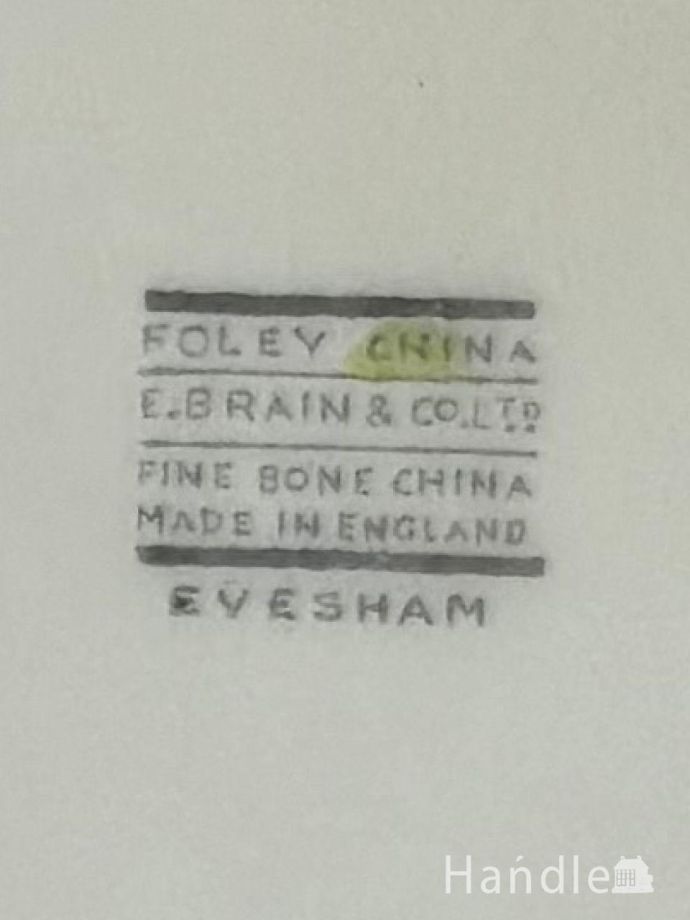 FOLEY CHINA
E. BRAIN & CO. LTD
FINE BONE CHINA
MADE IN ENGLAND
EVESHAM
Handle